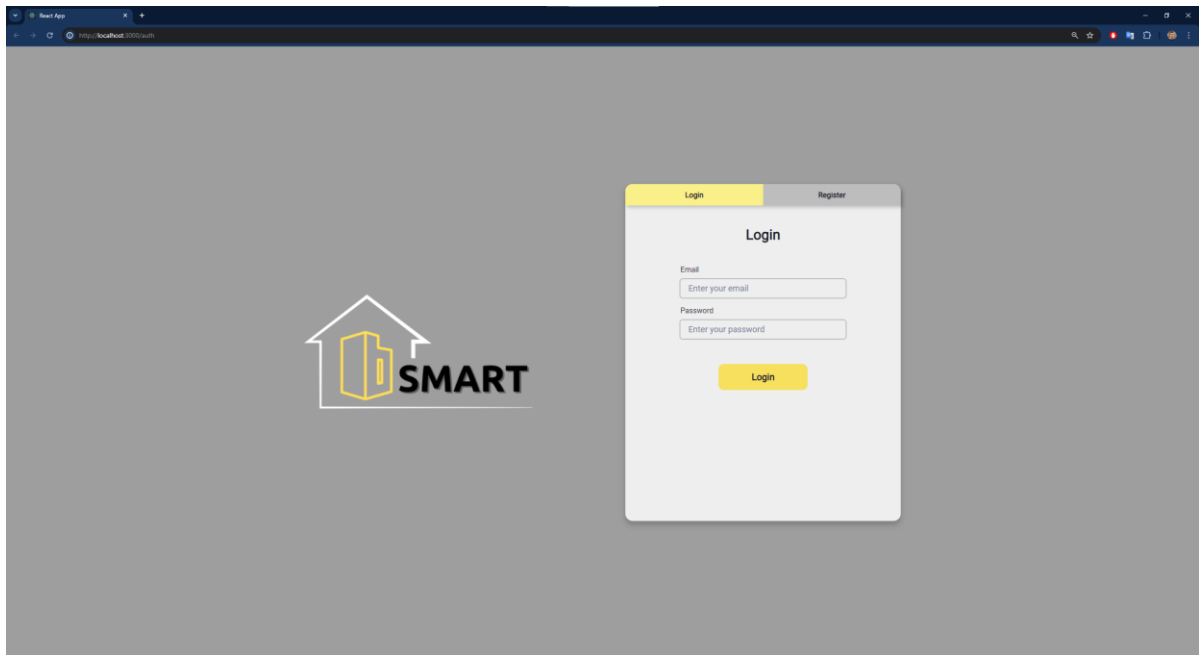 React App
http://localhost:3000/auth
Login Register
Login
Email
Enter your email
Password
Enter your password
Login
SMART